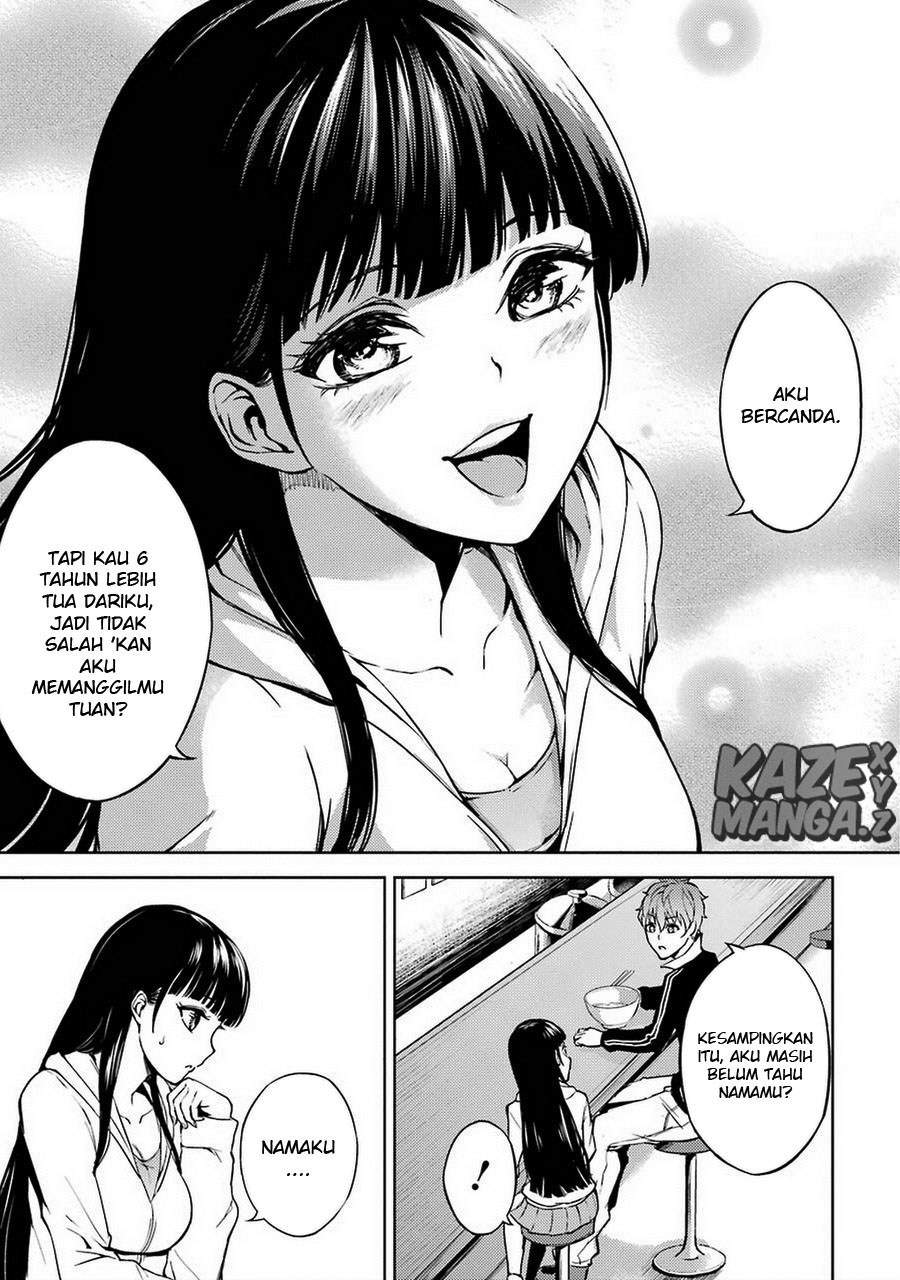 AKU
BERCANDA.
TAPI KAU 6
TAHUN LEBIH
TUA DARIKU,
JADI TIDAK
SALAH 'KAN
AKU
MEMANGGILMU
TUAN?
KAZE
MANGA.XYZ
KESAMPINGKAN
ITU, AKU MASIH
BELUM TAHU
NAMAMU?
!
NAMAKU
....